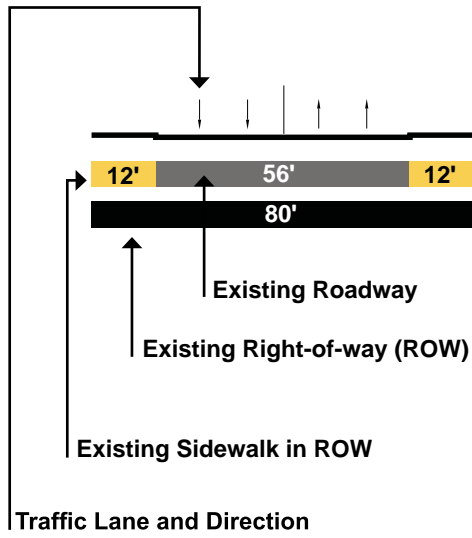 12' 56' 12'
80'
Existing Roadway
Existing Right-of-way (ROW)
Existing Sidewalk in ROW
Traffic Lane and Direction